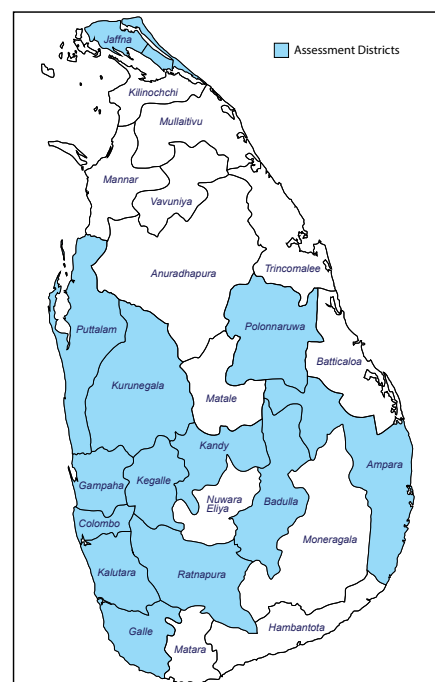 Jaffna
Assessment Districts
Kilinochchi
Mullaitivu
Mannar
Vavuniya
Anuradhapura
Trincomalee
Puttalam
Polonnaruwa
Batticaloa
Kurunegala
Matale
Kandy
Ampara
Gampaha
Kegalle
Nuwara
Eliya
Badulla
Colombo
Moneragala
Kalutara
Ratnapura
Galle
Hambantota
Matara